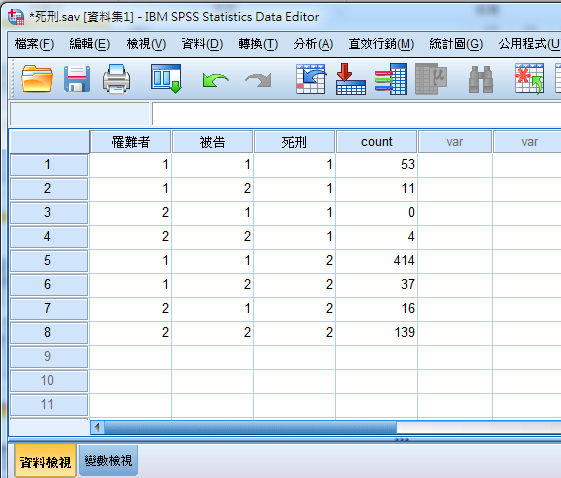 *死刑.sav [資料集1] - IBM SPSS Statistics Data Editor
檔案(F) 編輯(E) 檢視(V) 資料(D) 轉換(T) 分析(A) 直效行銷(M) 統計圖(G) 公用程式(U
罹難者 被告 死刑 count var var
1 1 1 1 53
2 1 2 1 11
3 2 1 1 0
4 2 2 1 4
5 1 1 2 414
6 1 2 2 37
7 2 1 2 16
8 2 2 2 139
9
10
11
資料檢視 變數檢視